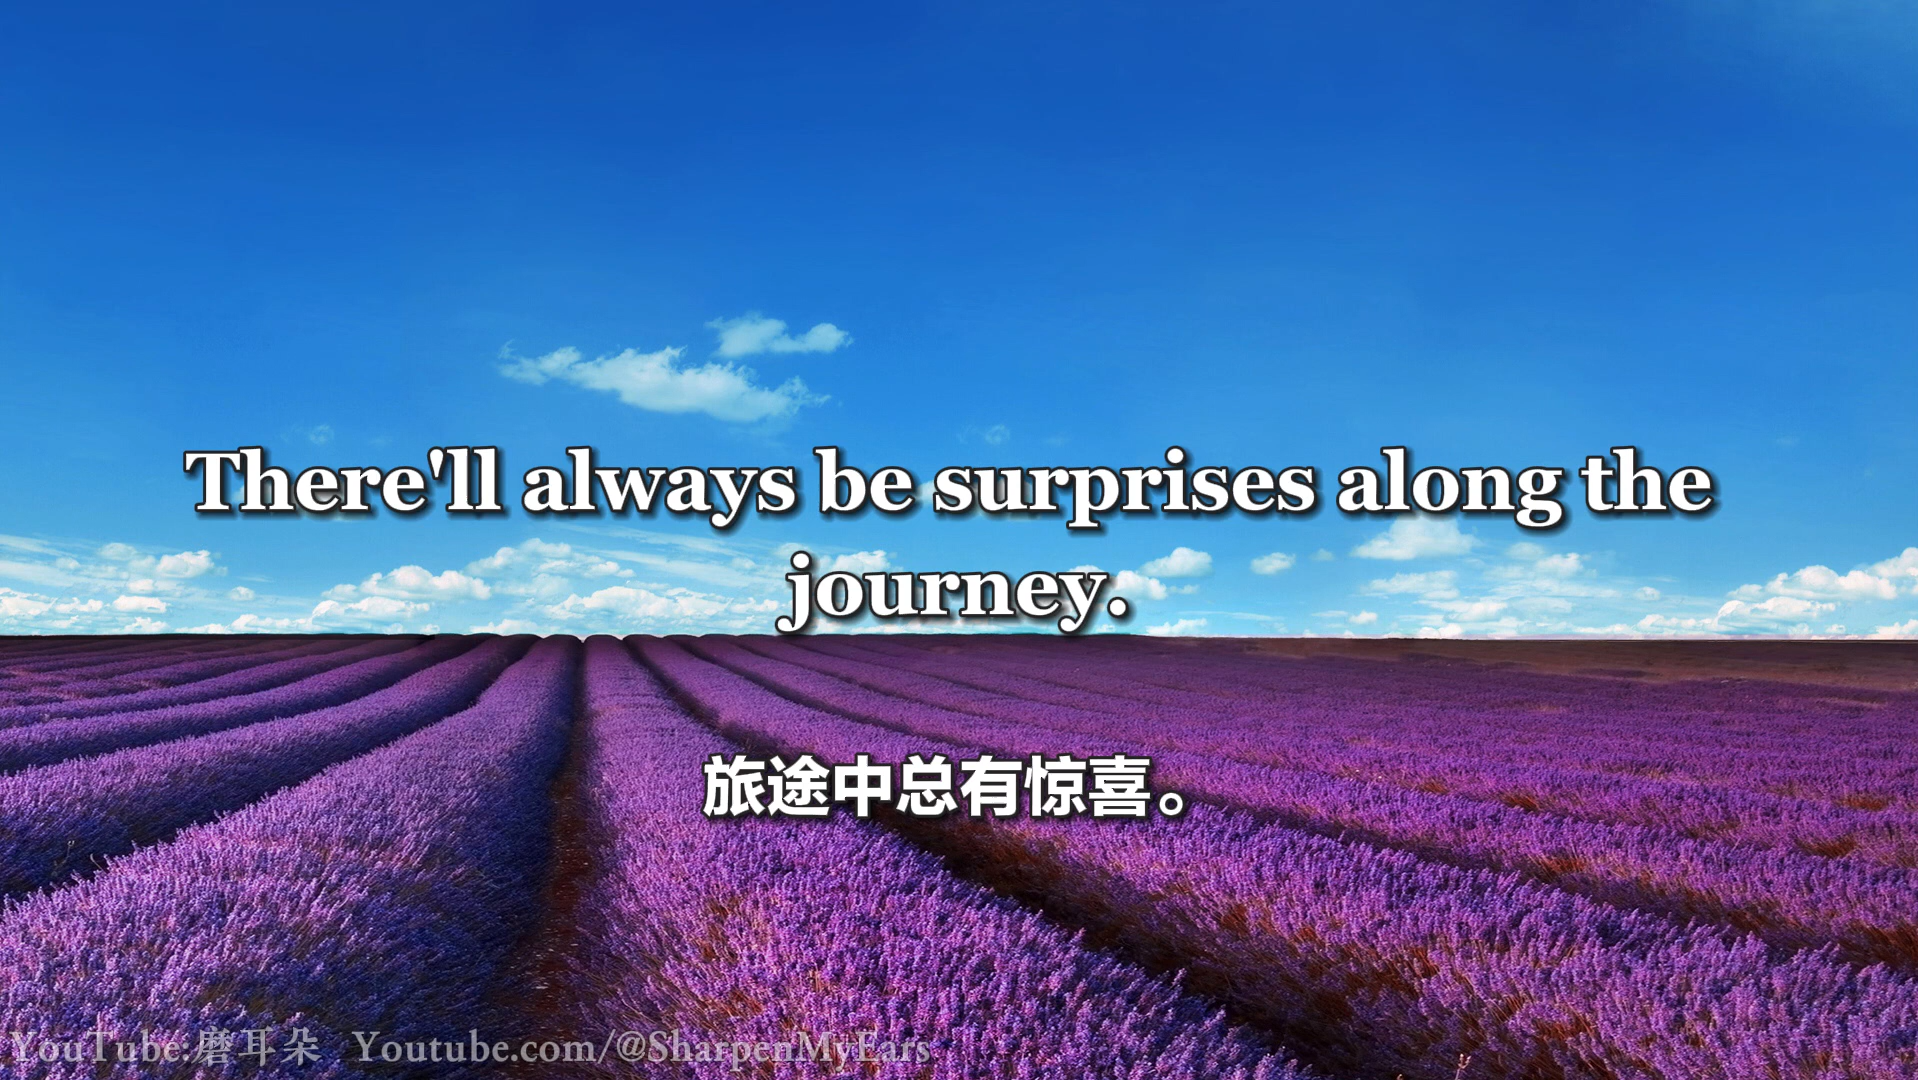 There'll always be surprises along the
journey.
旅途中总有惊喜。
YouTube:磨耳朵 Youtube.com/@SharpenMyEars